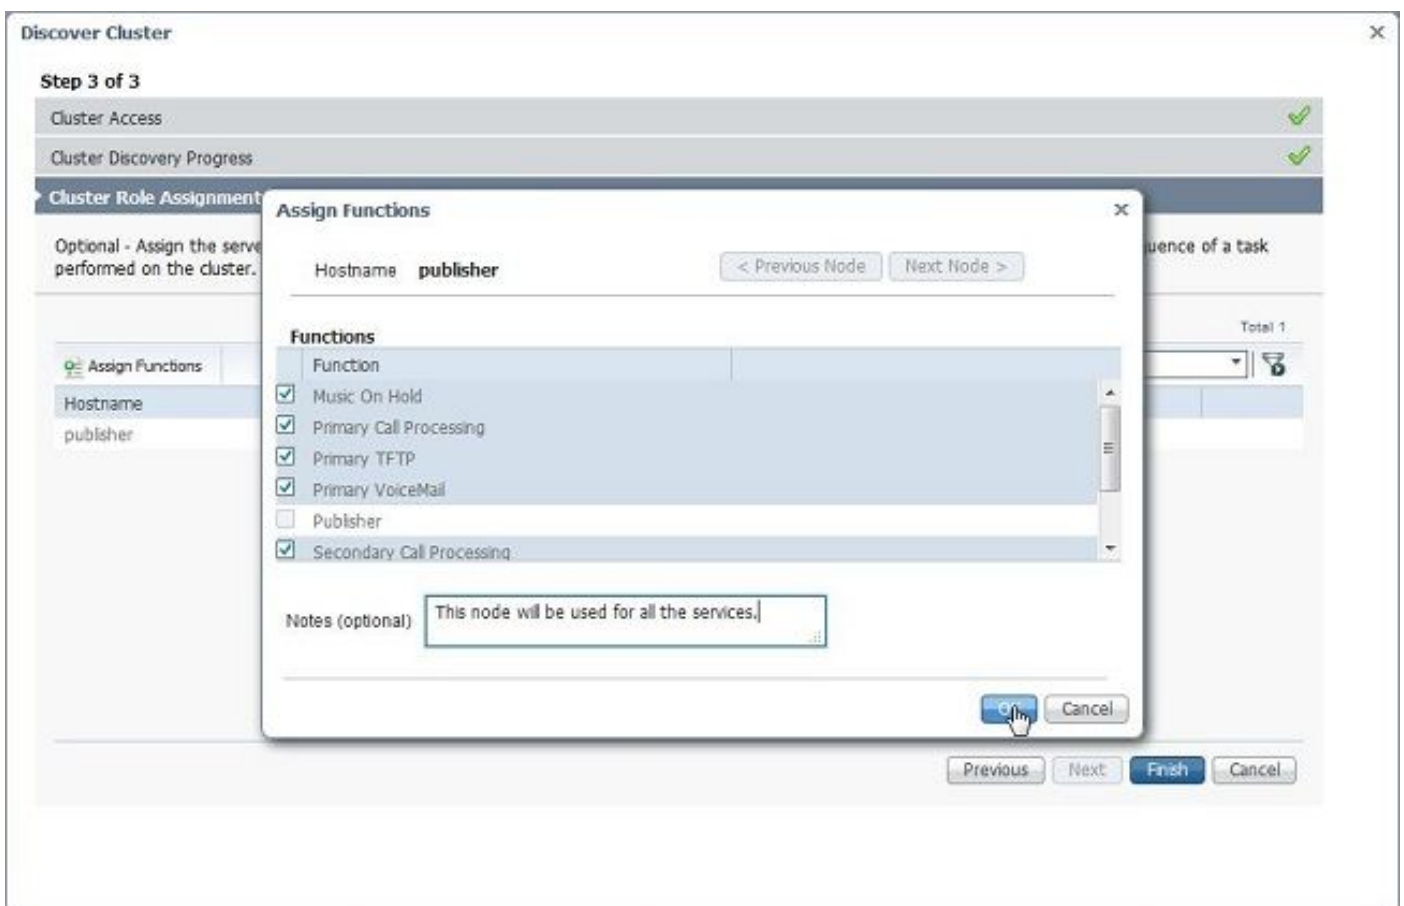 Discover Cluster
Step 3 of 3
Cluster Access
Cluster Discovery Progress
Cluster Role Assignment
Optional - Assign the serve
uence of a task
performed on the cluster.
Assign Functions
Hostname publisher
< Previous Node
Next Node >
Functions
Function
Music On Hold
Primary Call Processing
Primary TFTP
Primary VoiceMail
Publisher
Secondary Call Processing
Notes (optional)
This node will be used for all the services.
Cancel
Total 1
Assign Functions
Hostname
publisher
Previous
Next
Finish
Cancel